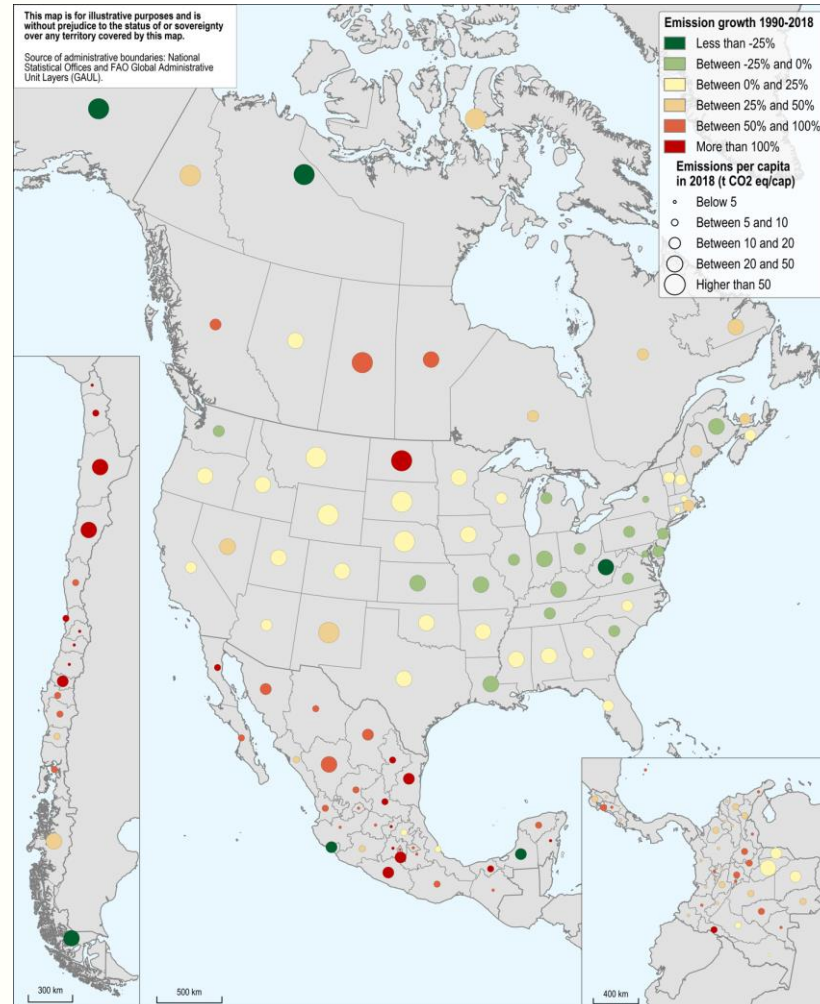 This map is for illustrative purposes and is
without prejudice to the status of or sovereignty
over any territory covered by this map.
Source of administrative boundaries: National
Statistical Offices and FAO Global Administrative
Unit Layers (GAUL).
Emission growth 1990-2018
Less than -25%
Between -25% and 0%
Between 0% and 25%
Between 25% and 50%
Between 50% and 100%
More than 100%
Emissions per capita
in 2018 (t CO2 eq/cap)
Below 5
Between 5 and 10
Between 10 and 20
Between 20 and 50
Higher than 50
300 km
500 km
400 km